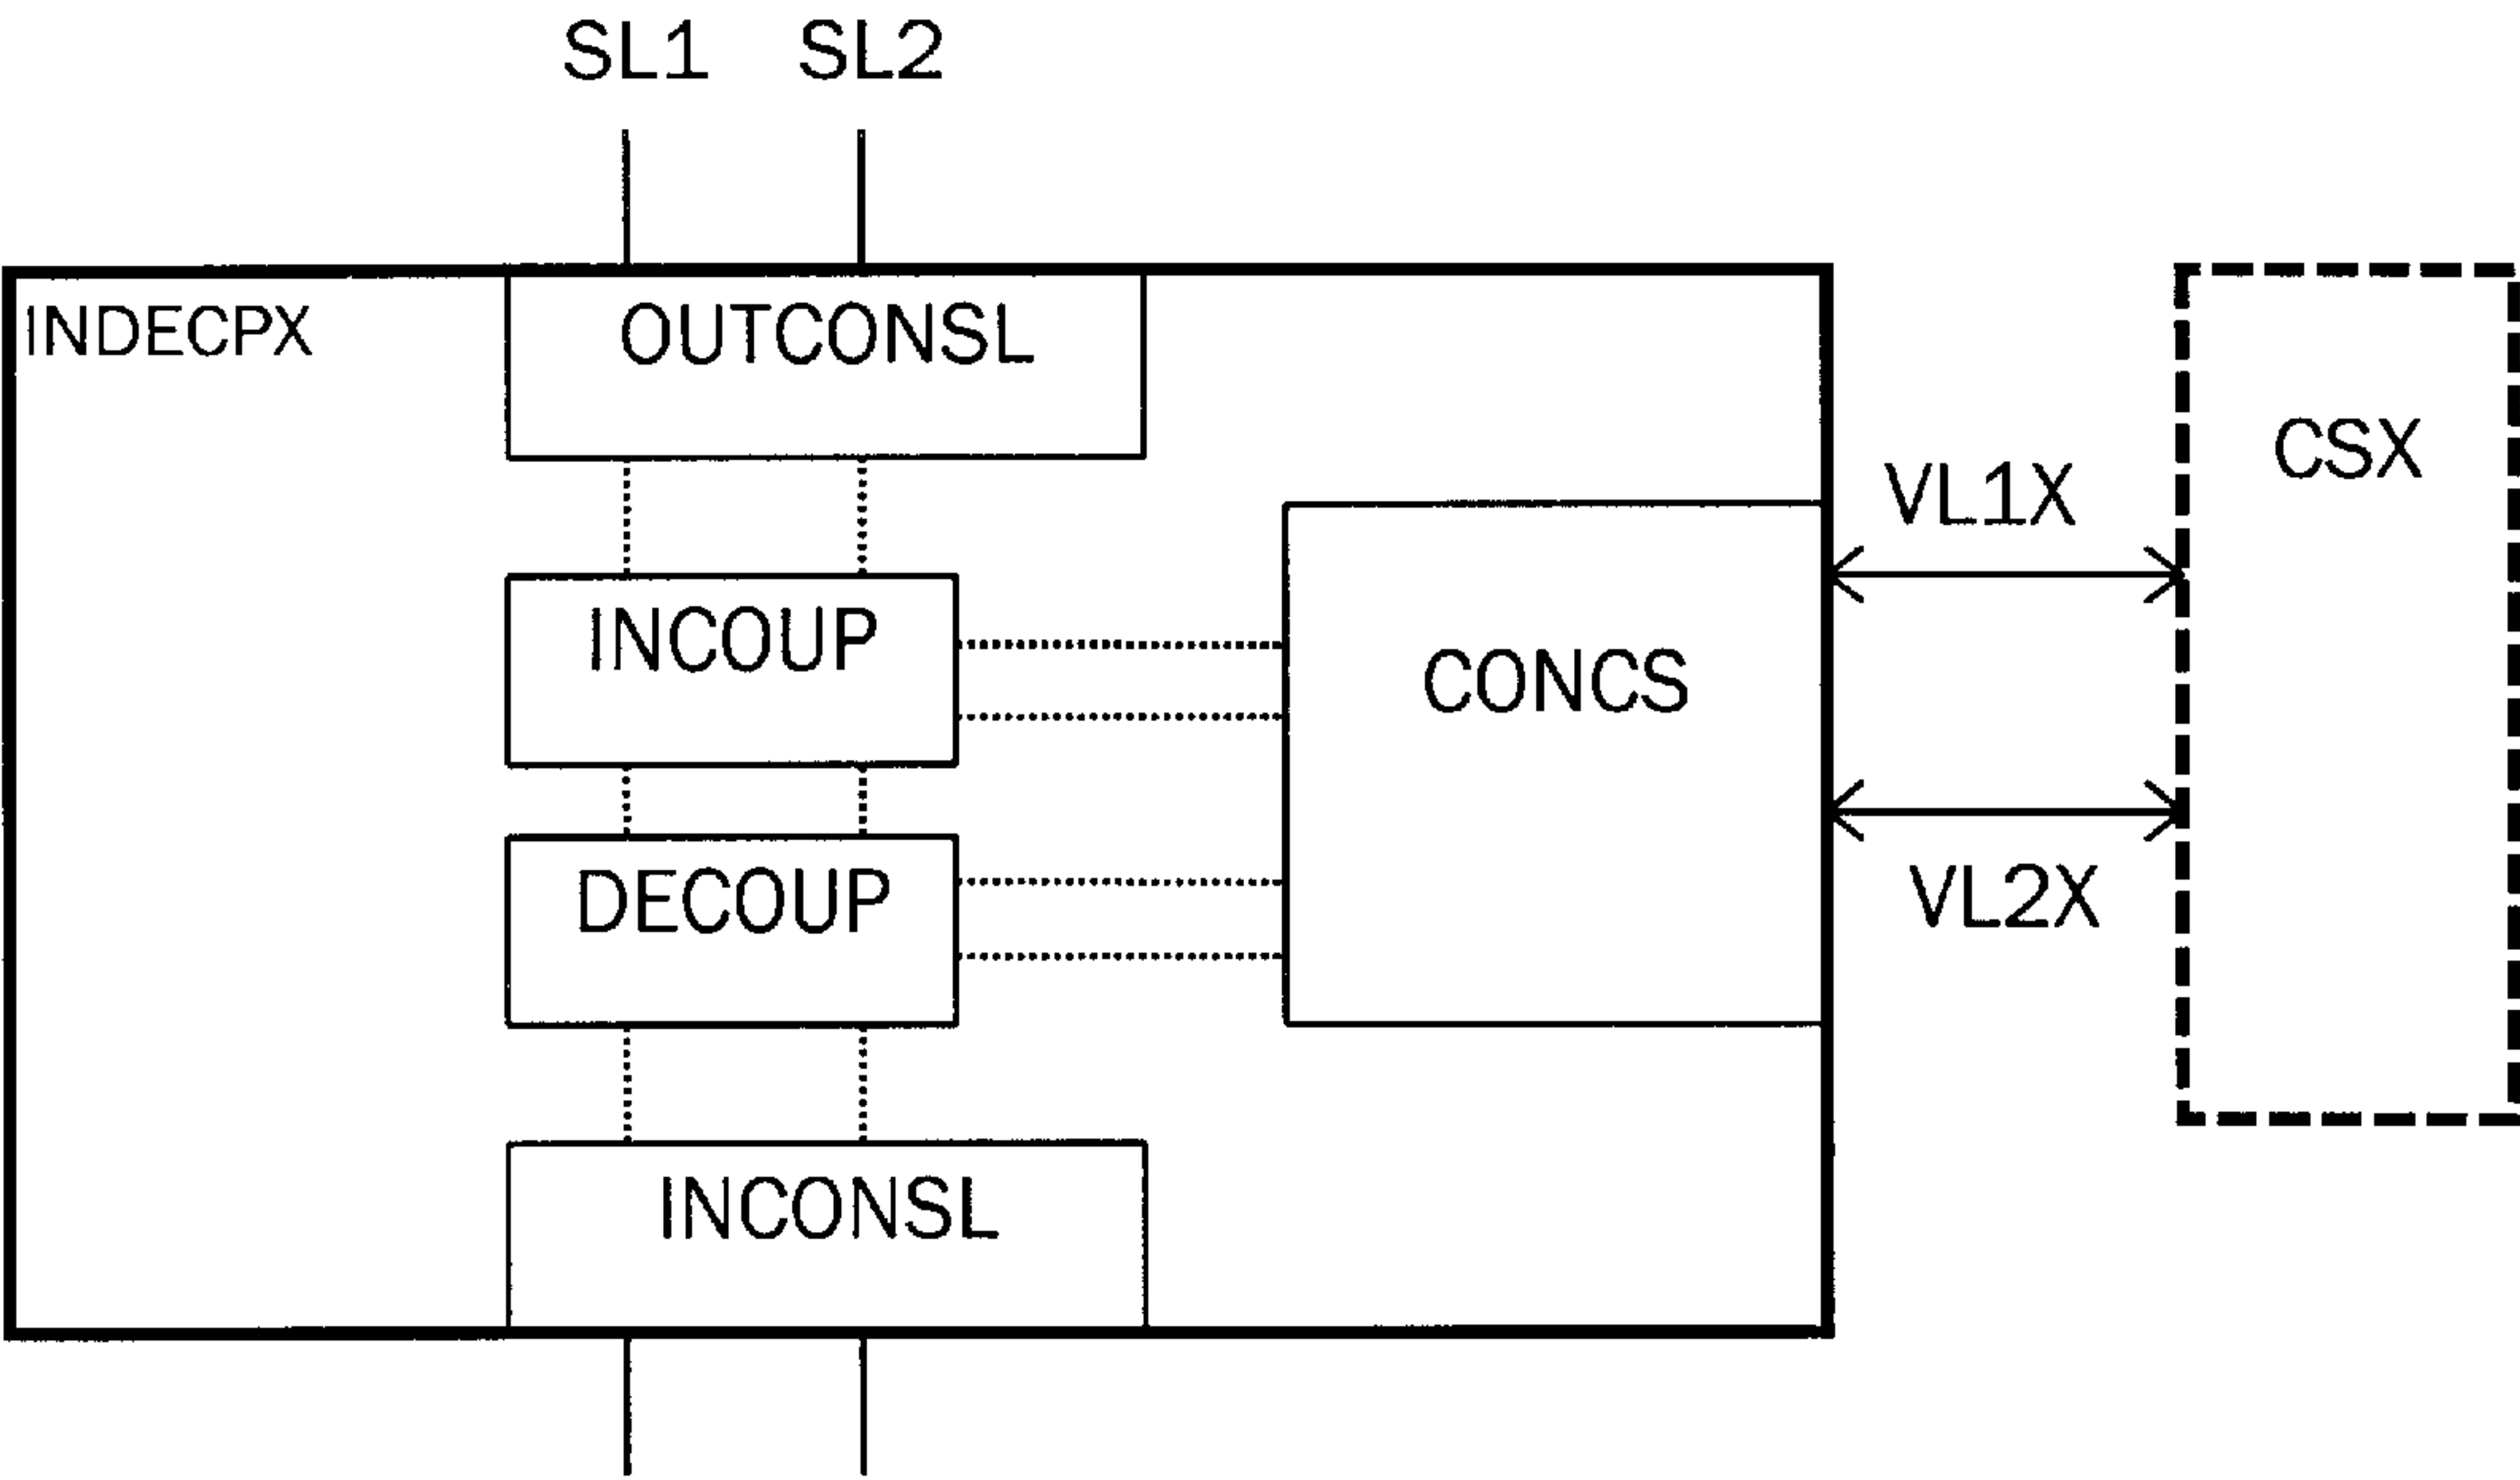 SL1 SL2
INDECPX
OUTCONSL
CSX
VL1X
INCOUP
CONCS
DECOUP
VL2X
INCONSL